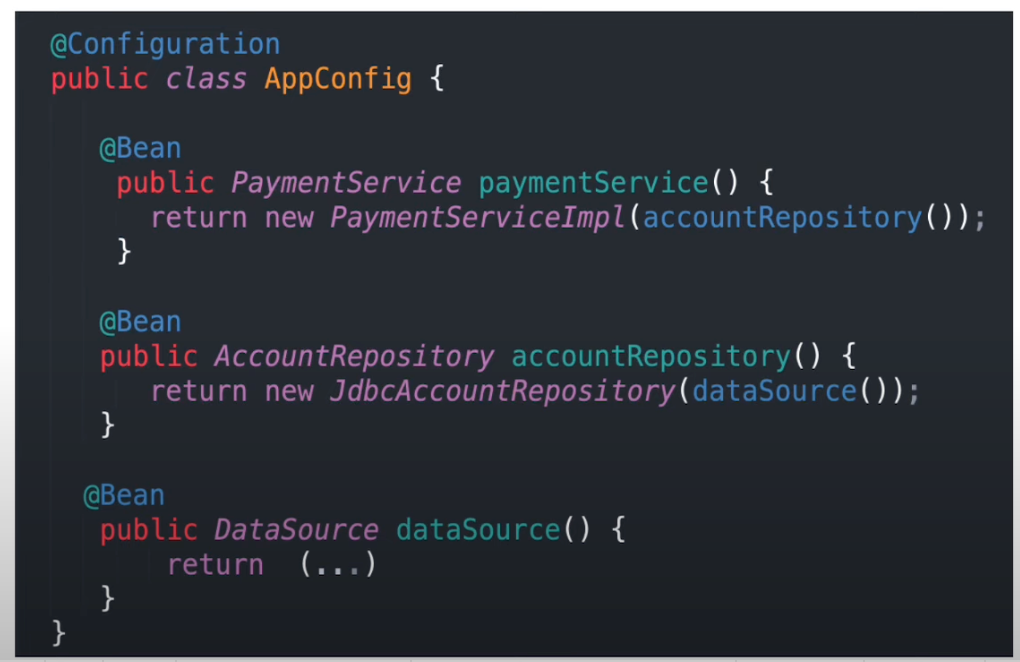 @Configuration
public class AppConfig {
@Bean
public PaymentService paymentService() {
return new PaymentServiceImpl(accountRepository());
}
@Bean
public AccountRepository accountRepository() {
return new JdbcAccountRepository(dataSource());
}
@Bean
public DataSource dataSource() {
return (...)
}
}